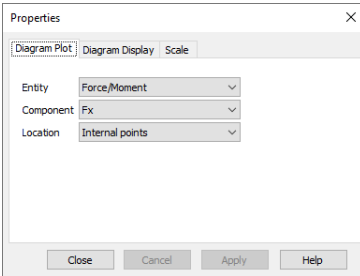 Properties
Diagram Plot Diagram Display Scale
Entity Force/Moment
Component Fx
Location Internal points
Close Cancel Apply Help